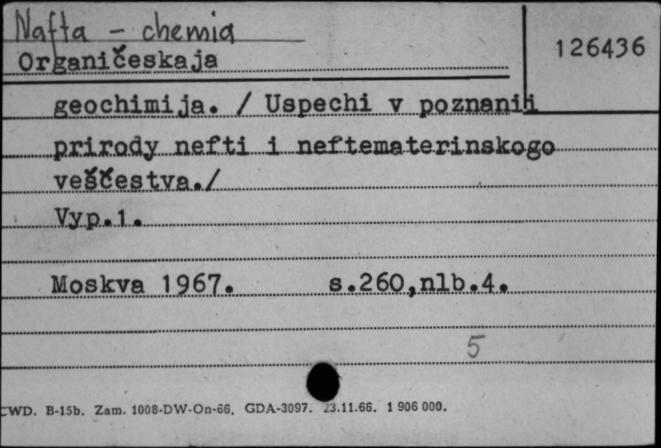 Nafta - chemia
126436
Organičeskaja
geochimija. / Uspechi v poznanii
prirody nefti i neftematerinskogo
veščestva./
Vyp.1.
Moskva 1967. s.260,nlb.4.
5
CWD. B-15b. Zam. 1008-DW-On-66. GDA-3097. 23.11.66. 1 906 000.